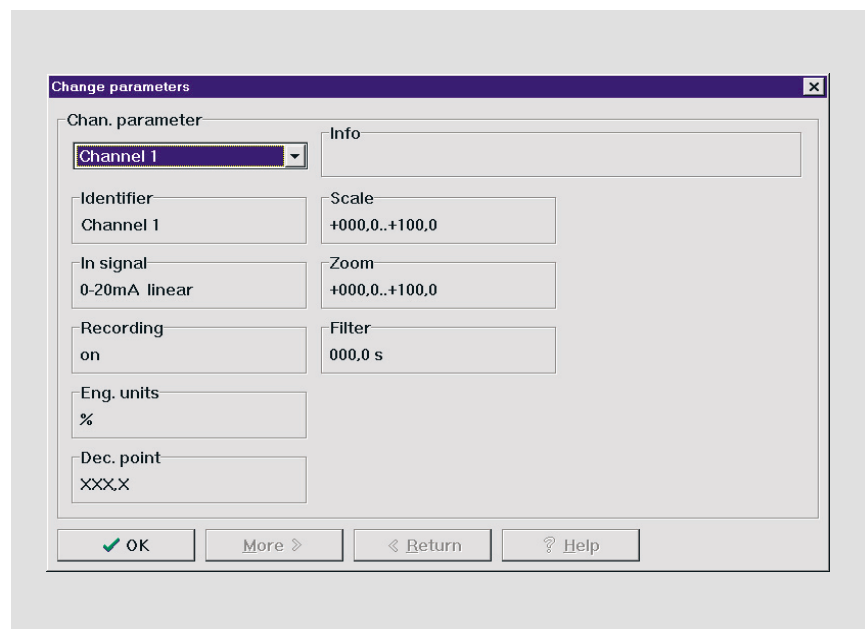 Change parameters
Chan. parameter
Channel 1
Info
Identifier
Channel 1
Scale
+000,0..+100,0
In signal
0-20mA linear
Zoom
+000,0..+100,0
Recording
on
Filter
000,0 s
Eng. units
%
Dec. point
XXX,X
OK
More
Return
Help